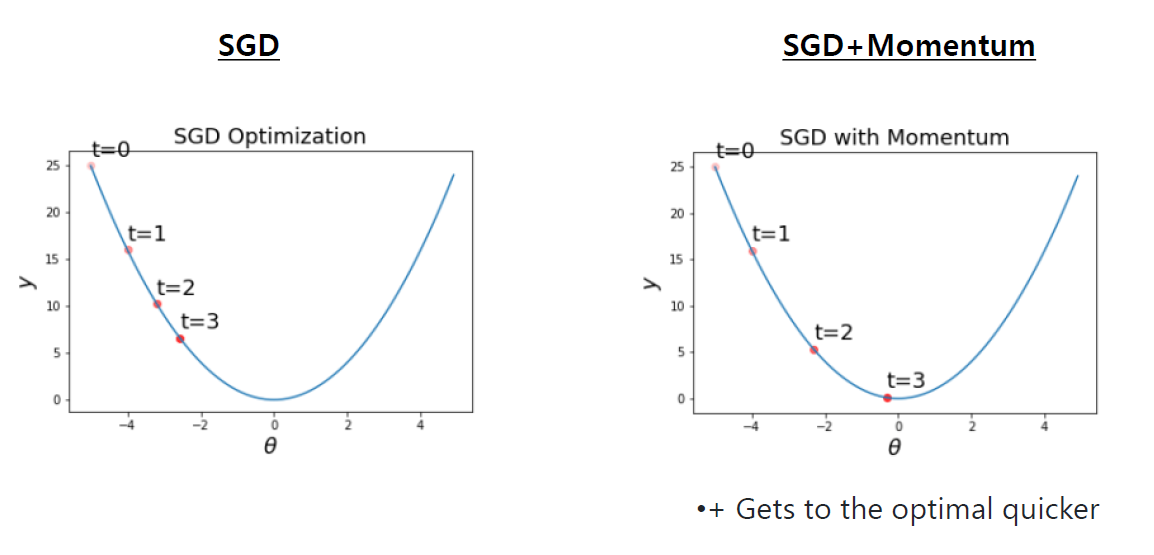 SGD
SGD+Momentum
SGD Optimization
t=0
t=1
t=2
t=3
25
20
15
10
5
0
y
−4
−2
0
2
4
θ
SGD with Momentum
t=0
t=1
t=2
t=3
25
20
15
10
5
0
y
−4
−2
0
2
4
θ
•+ Gets to the optimal quicker